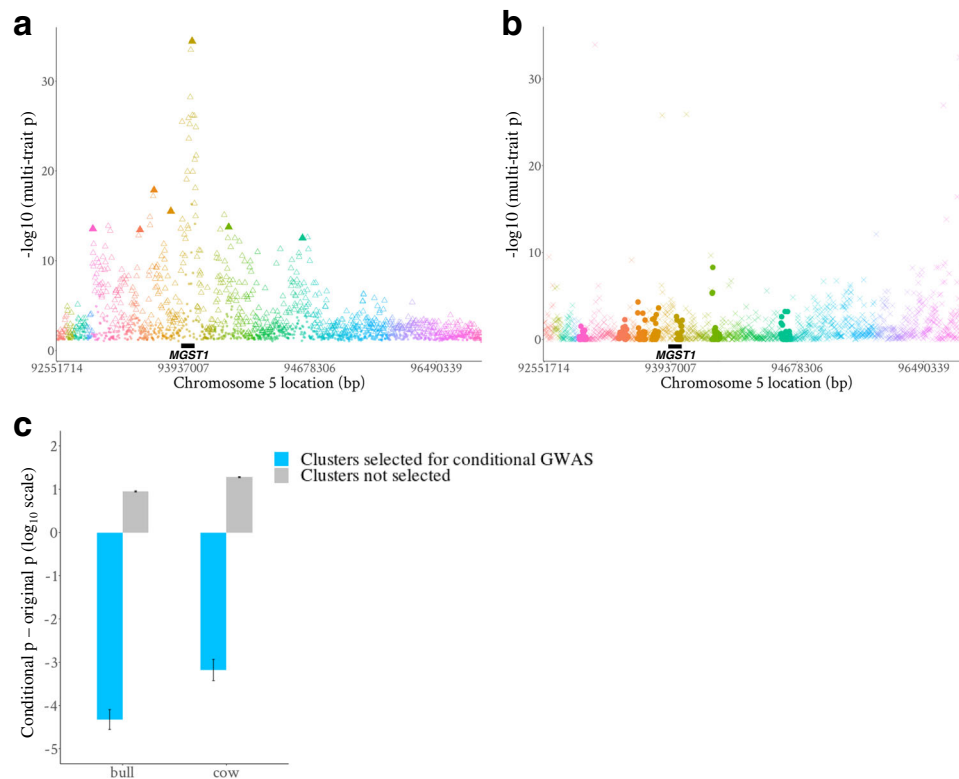 a
30
20
10
0
-log10 (multi-trait p)
MGST1
92551714 93937007 94678306 96490339
Chromosome 5 location (bp)
b
30
20
10
0
-log10 (multi-trait p)
MGST1
92551714 93937007 94678306 96490339
Chromosome 5 location (bp)
c
2
1
0
-1
-2
-3
-4
-5
Conditional p – original p (log10 scale)
bull cow
Clusters selected for conditional GWAS
Clusters not selected